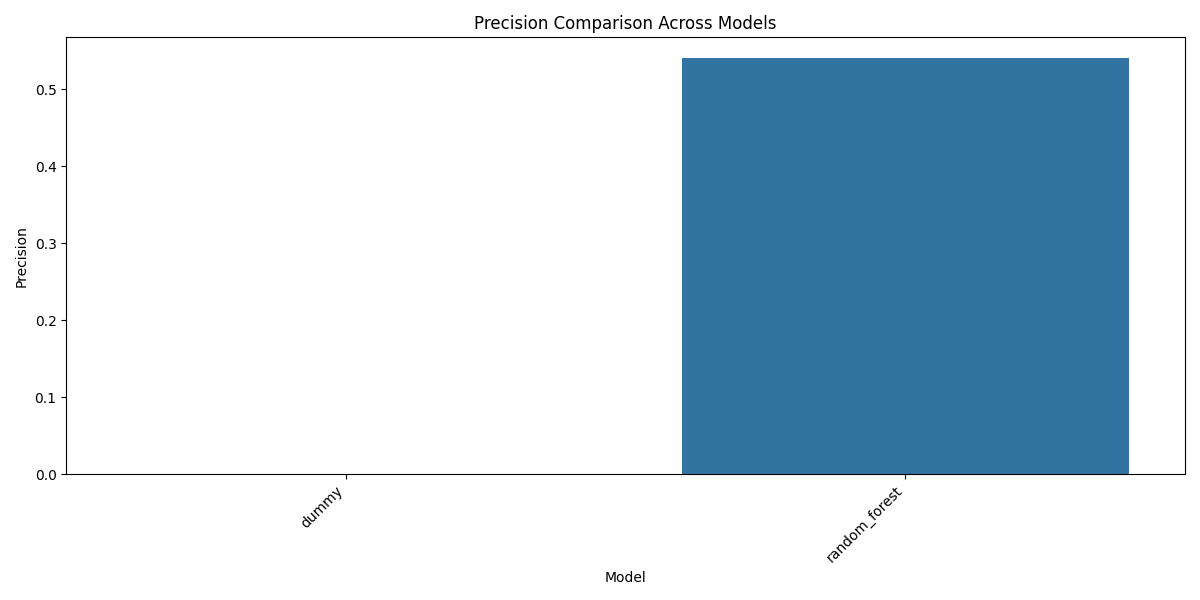 Precision Comparison Across Models
Precision
0.5
0.4
0.3
0.2
0.1
0.0
dummy
random_forest
Model